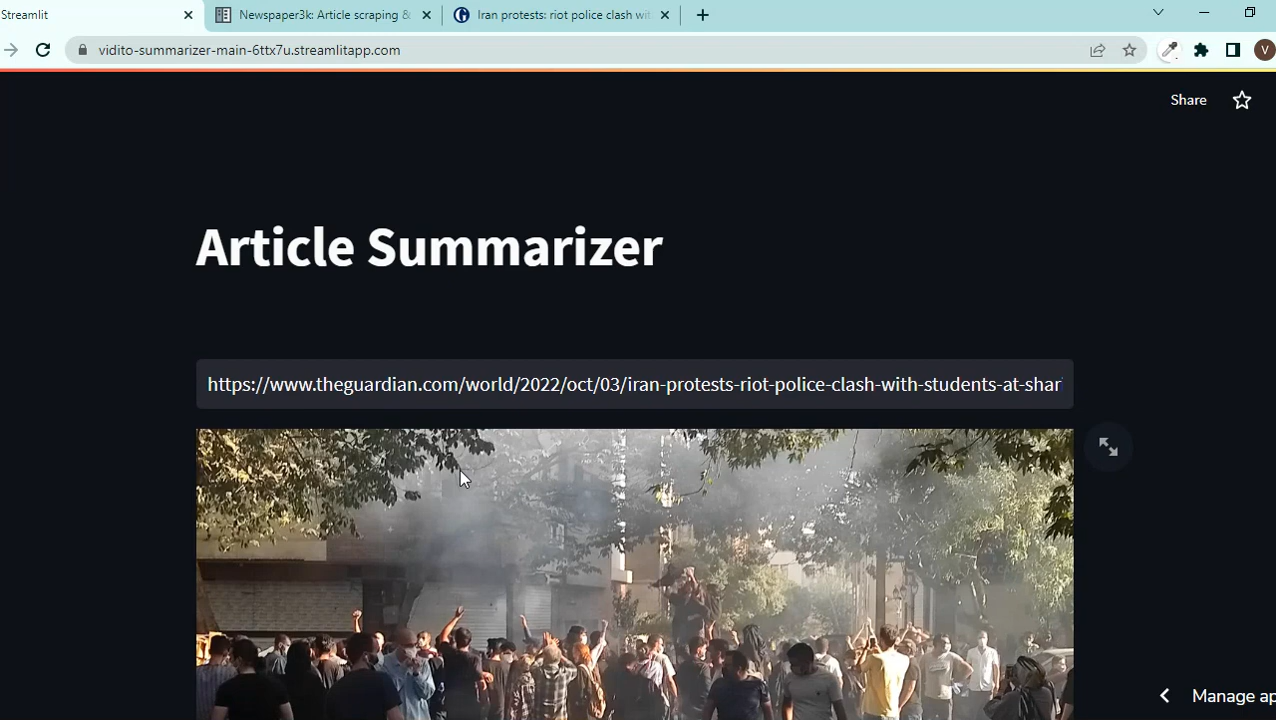 Streamlit
Newspaper3k: Article scraping &
Iran protests: riot police clash wit
vidito-summarizer-main-6ttx7u.streamlitapp.com
V
Share
Article Summarizer
https://www.theguardian.com/world/2022/oct/03/iran-protests-riot-police-clash-with-students-at-shar
Manage ap